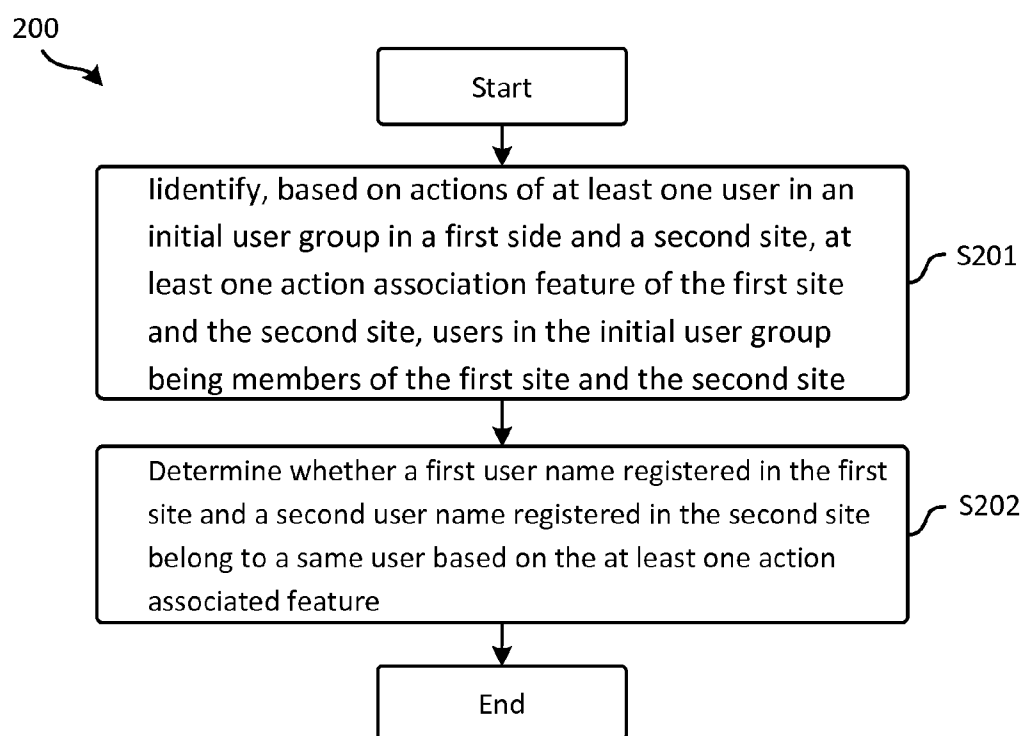 200
Start
Iidentify, based on actions of at least one user in an
initial user group in a first side and a second site, at
least one action association feature of the first site
and the second site, users in the initial user group
being members of the first site and the second site
S201
Determine whether a first user name registered in the first
site and a second user name registered in the second site
belong to a same user based on the at least one action
associated feature
S202
End